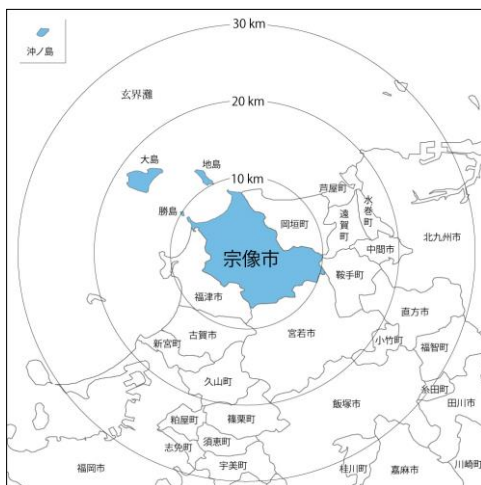 30 km
沖ノ島
玄界灘
20 km
大島
地島
10 km
芦屋町
水巻町
勝島
岡垣町
遠賀町
北九州市
中間市
宗像市
鞍手町
福津市
直方市
宮若市
古賀市
新宮町
小竹町
福智町
久山町
糸田町
飯塚市
田川市
粕屋町
篠栗町
須恵町
志免町
宇美町
福岡市
桂川町
嘉麻市
川崎町